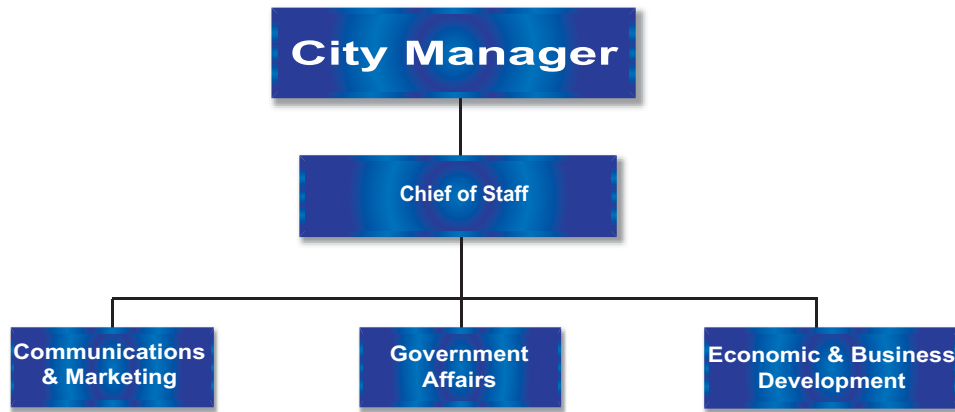 City Manager
Chief of Staff
Communications
& Marketing
Government
Affairs
Economic & Business
Development